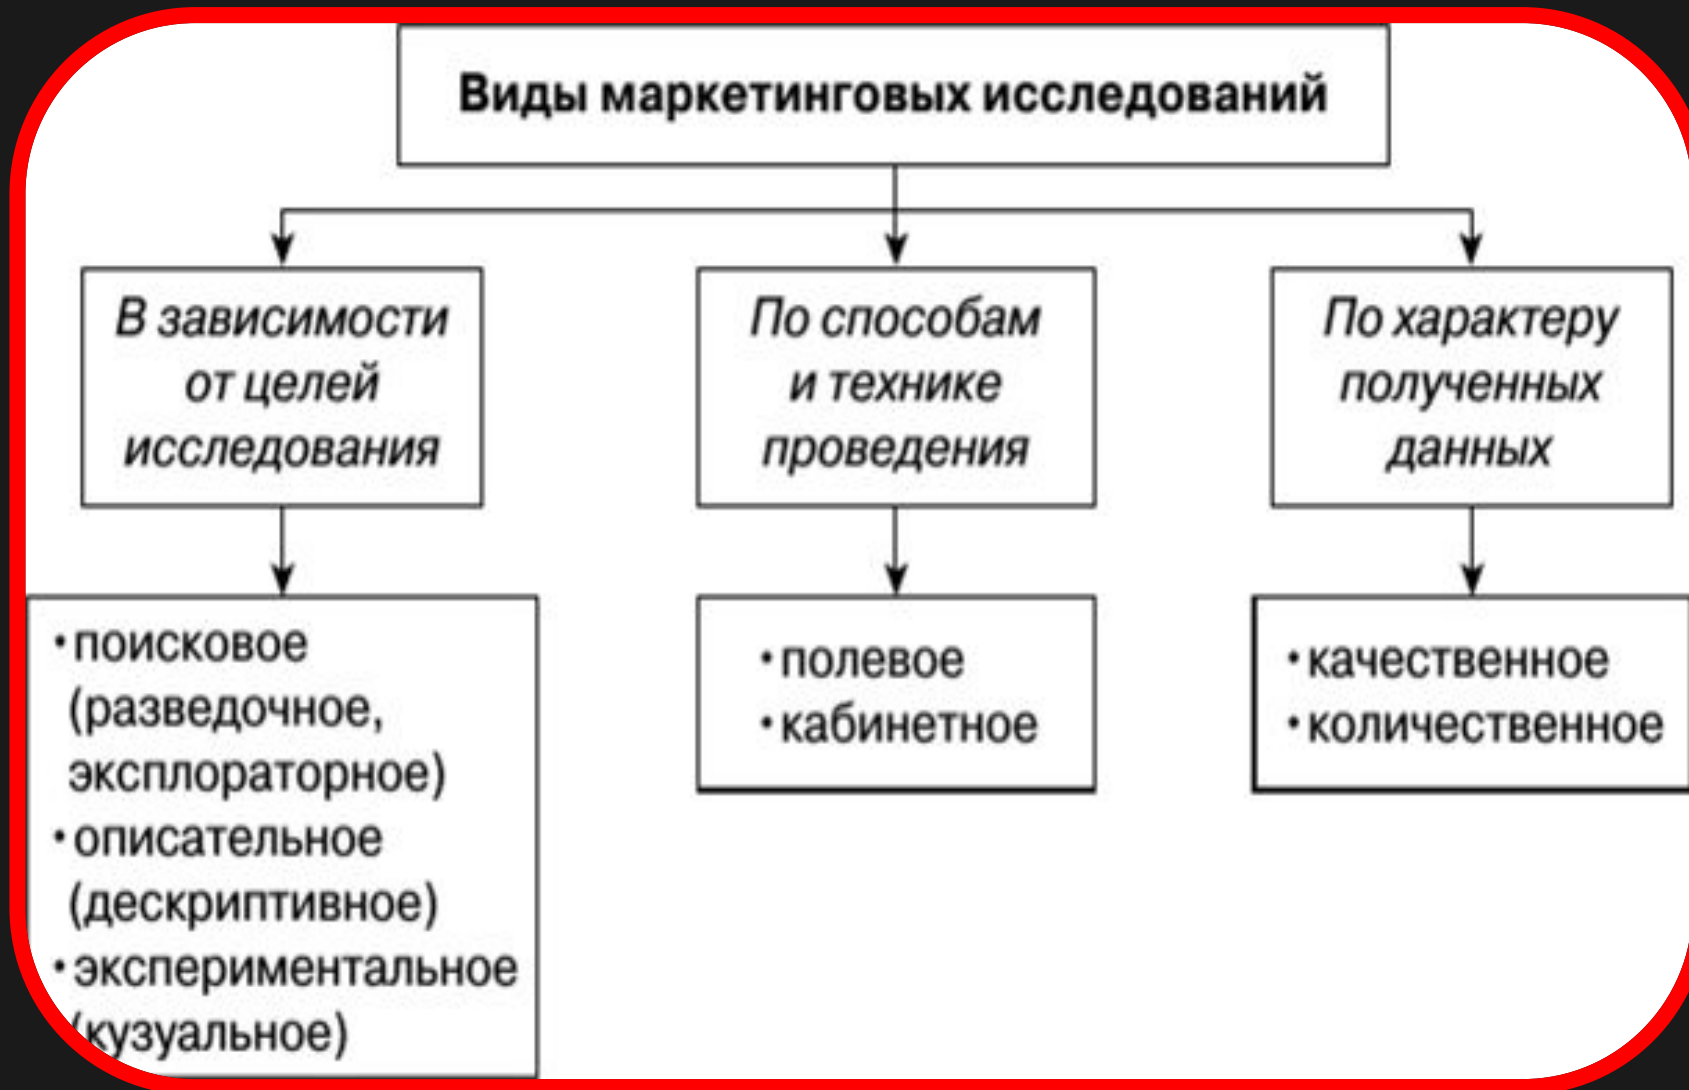 Виды маркетинговых исследований
В зависимости
от целей
исследования
По способам
и технике
проведения
По характеру
полученных
данных
•поисковое
(разведочное,
эксплораторное)
•описательное
(дескриптивное)
•экспериментальное
(кузуальное)
•полевое
•кабинетное
•качественное
•количественное